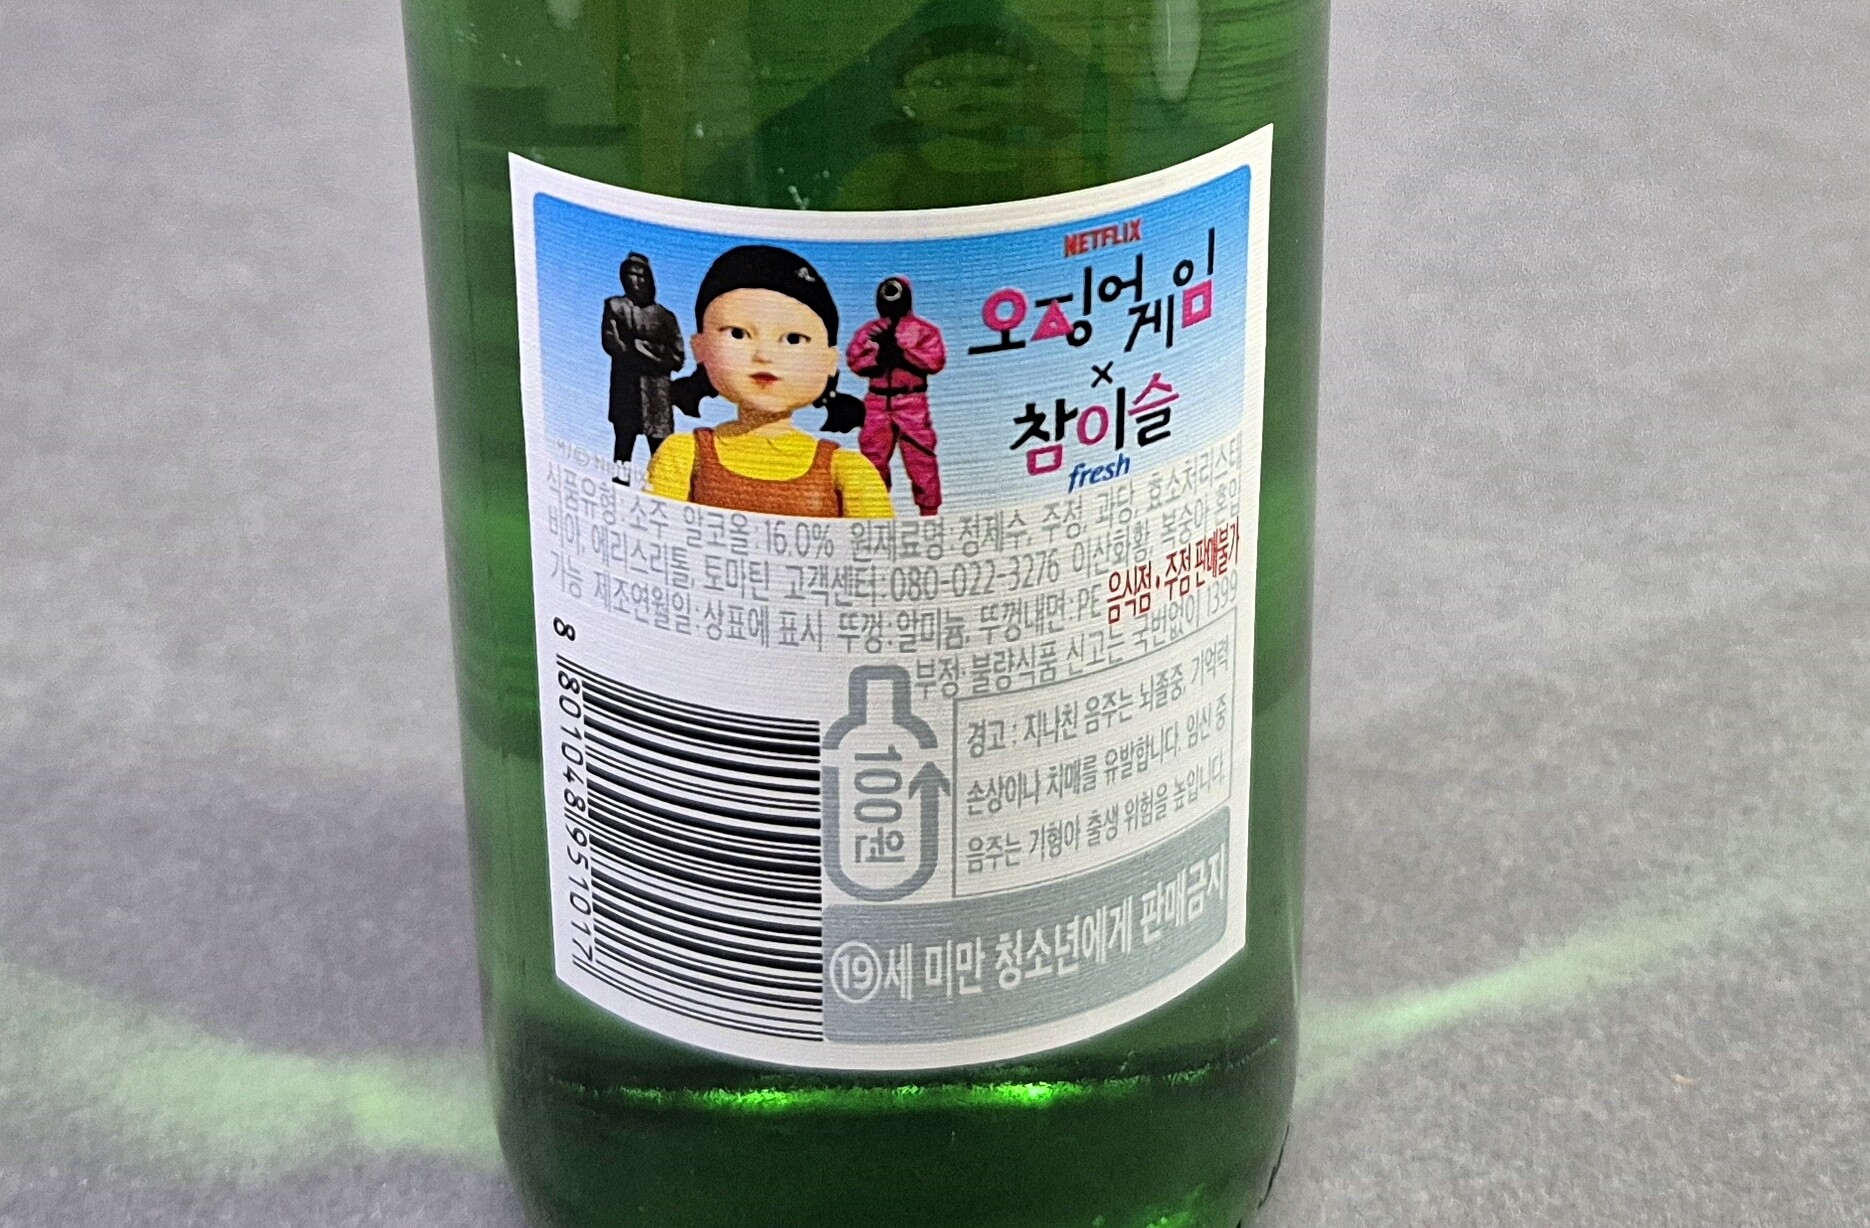 NETFLIX
오징어게임
×
참이슬
fresh
식품유형:소주 알코올:16.0% 원재료명:정제수, 주정, 과당, 효소처리스테
비아, 에리스리톨, 토마틴 고객센터:080-022-3276 이산화황, 복숭아 혼입
가능 제조연월일:상표에 표시 뚜껑:알미늄, 뚜껑내면:PE 음식점•주점 판매불가
부정·불량식품 신고는 국번없이 1399
경고 : 지나친 음주는 뇌졸중, 기억력
손상이나 치매를 유발합니다. 임신 중
음주는 기형아 출생 위험을 높입니다.
100원
8 801048 951017
19세 미만 청소년에게 판매금지